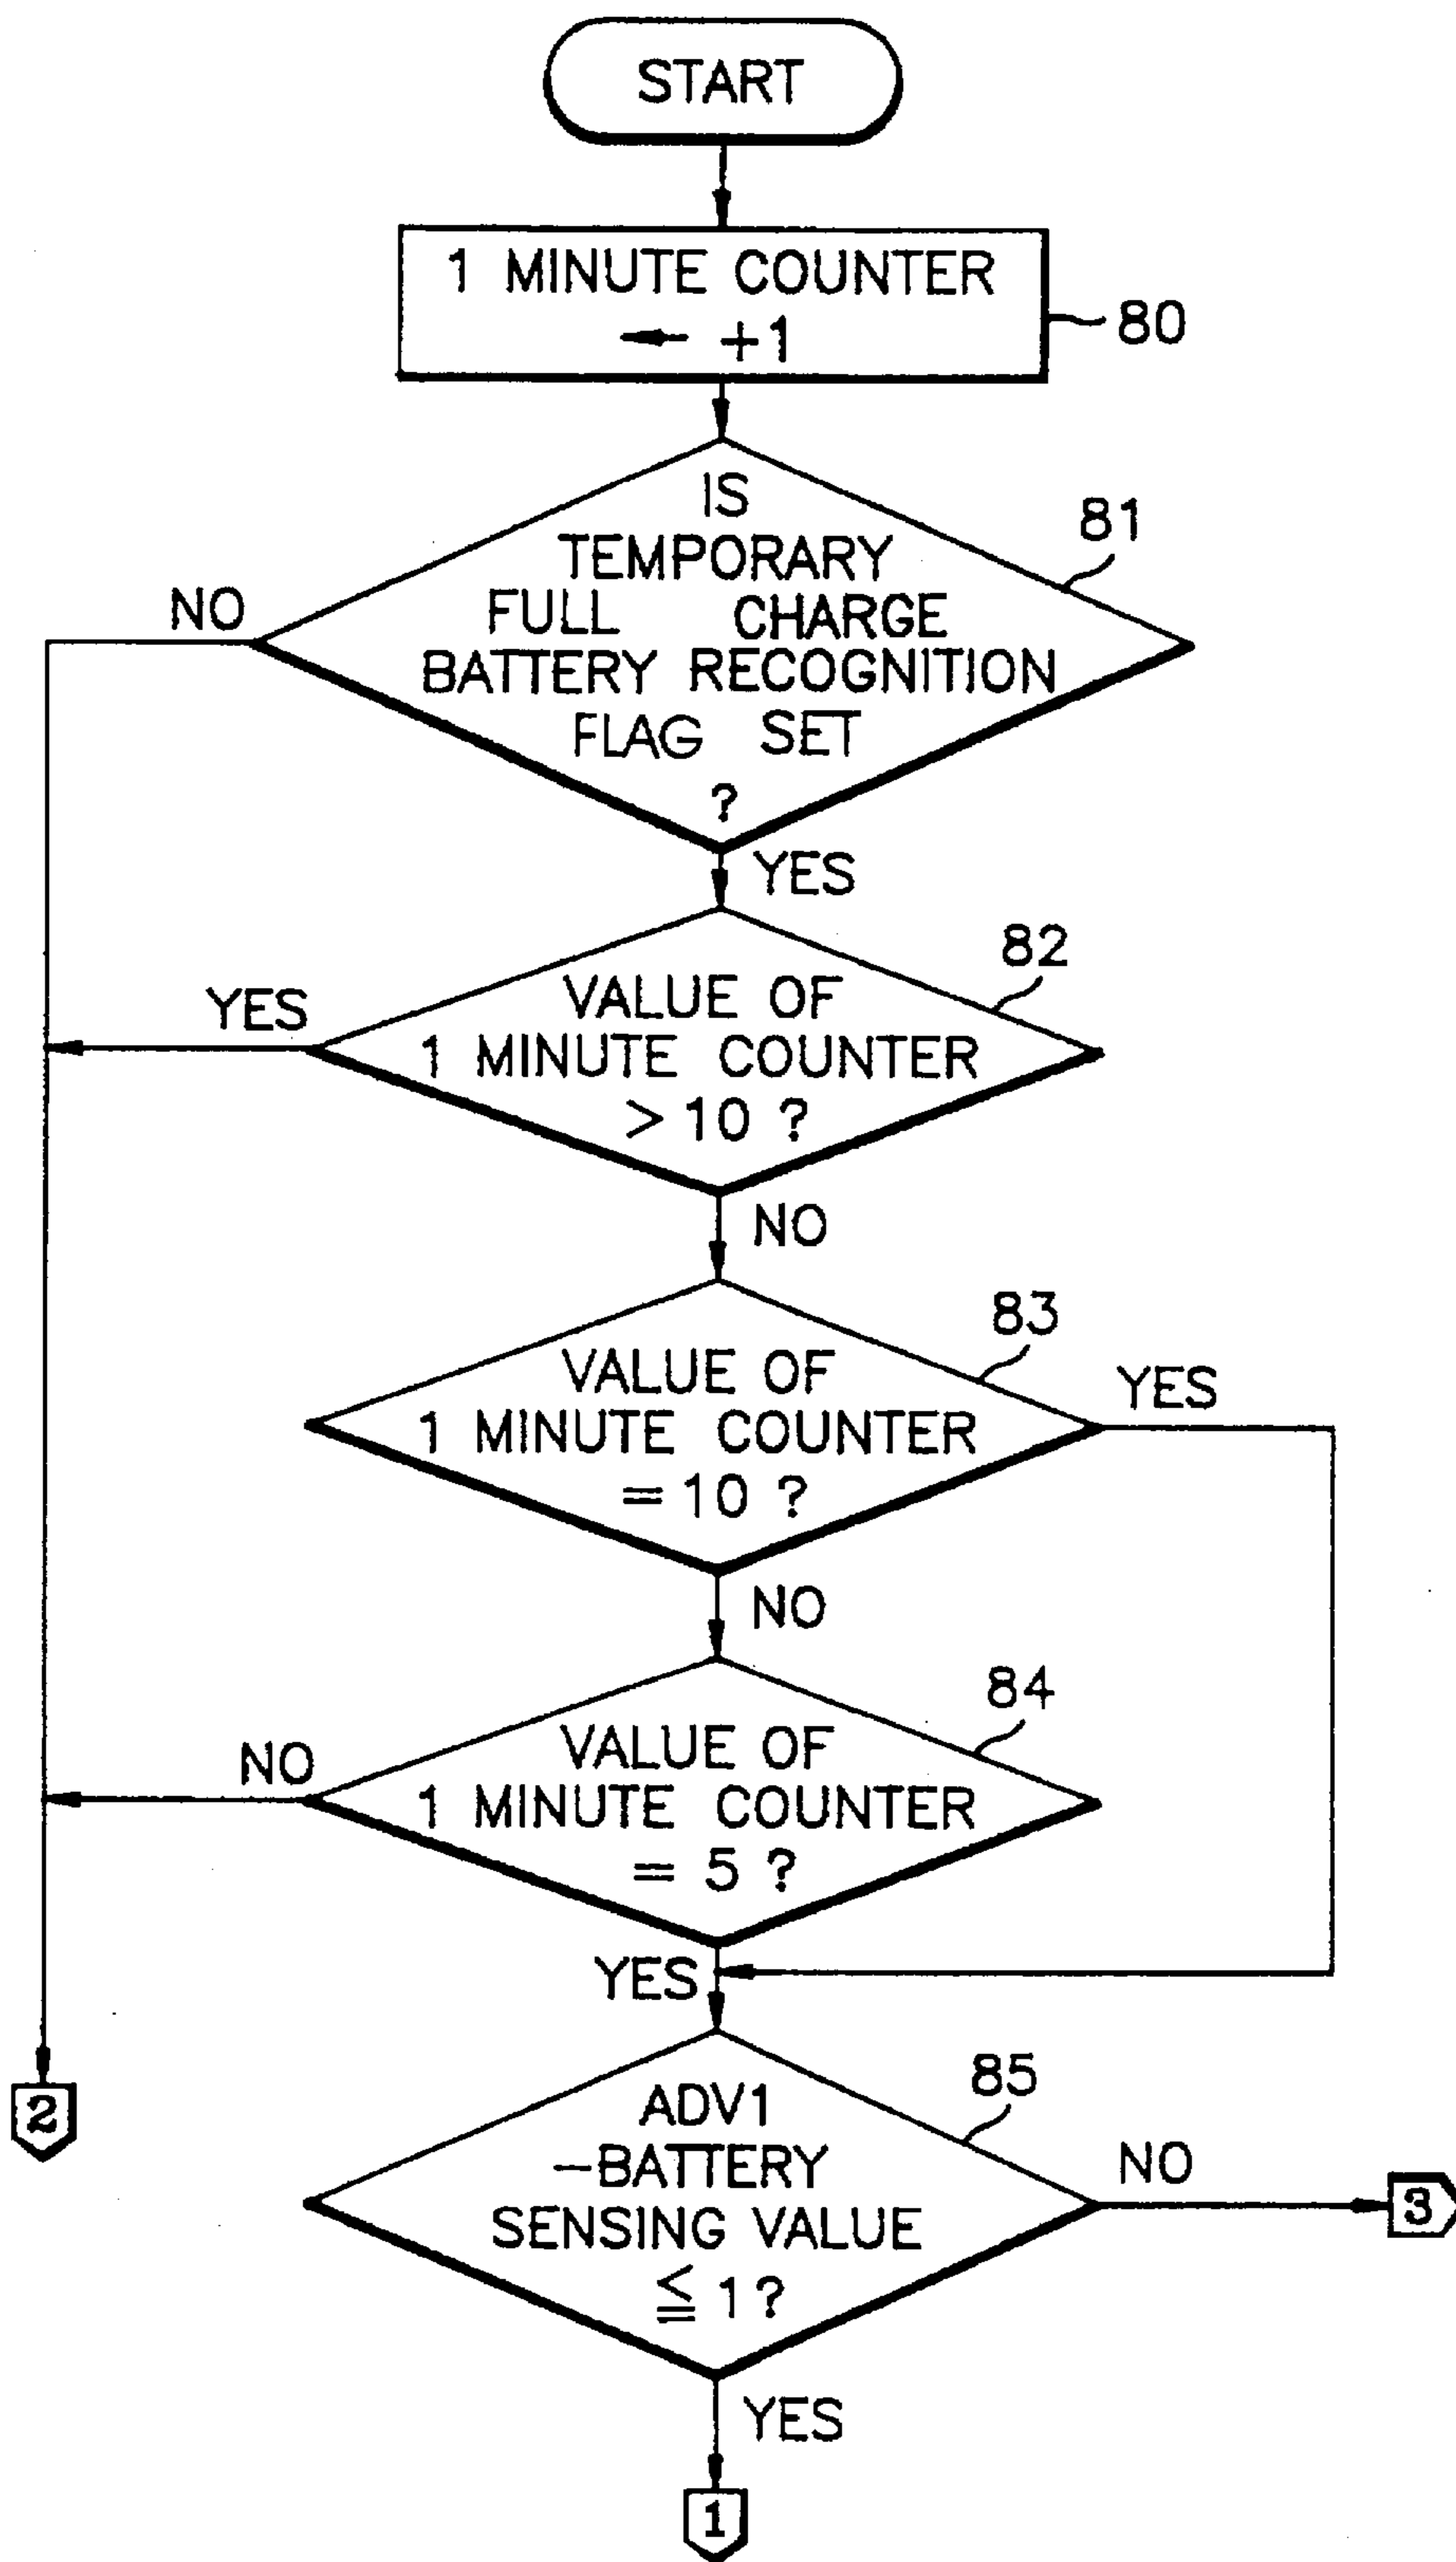 START
1 MINUTE COUNTER
← +1
80
IS
TEMPORARY
FULL CHARGE
BATTERY RECOGNITION
FLAG SET
?
81
NO
YES
VALUE OF
1 MINUTE COUNTER
> 10 ?
82
YES
NO
VALUE OF
1 MINUTE COUNTER
= 10 ?
83
YES
NO
VALUE OF
1 MINUTE COUNTER
= 5 ?
84
NO
YES
2
ADV1
-BATTERY
SENSING VALUE
≦ 1?
85
NO
3
YES
1